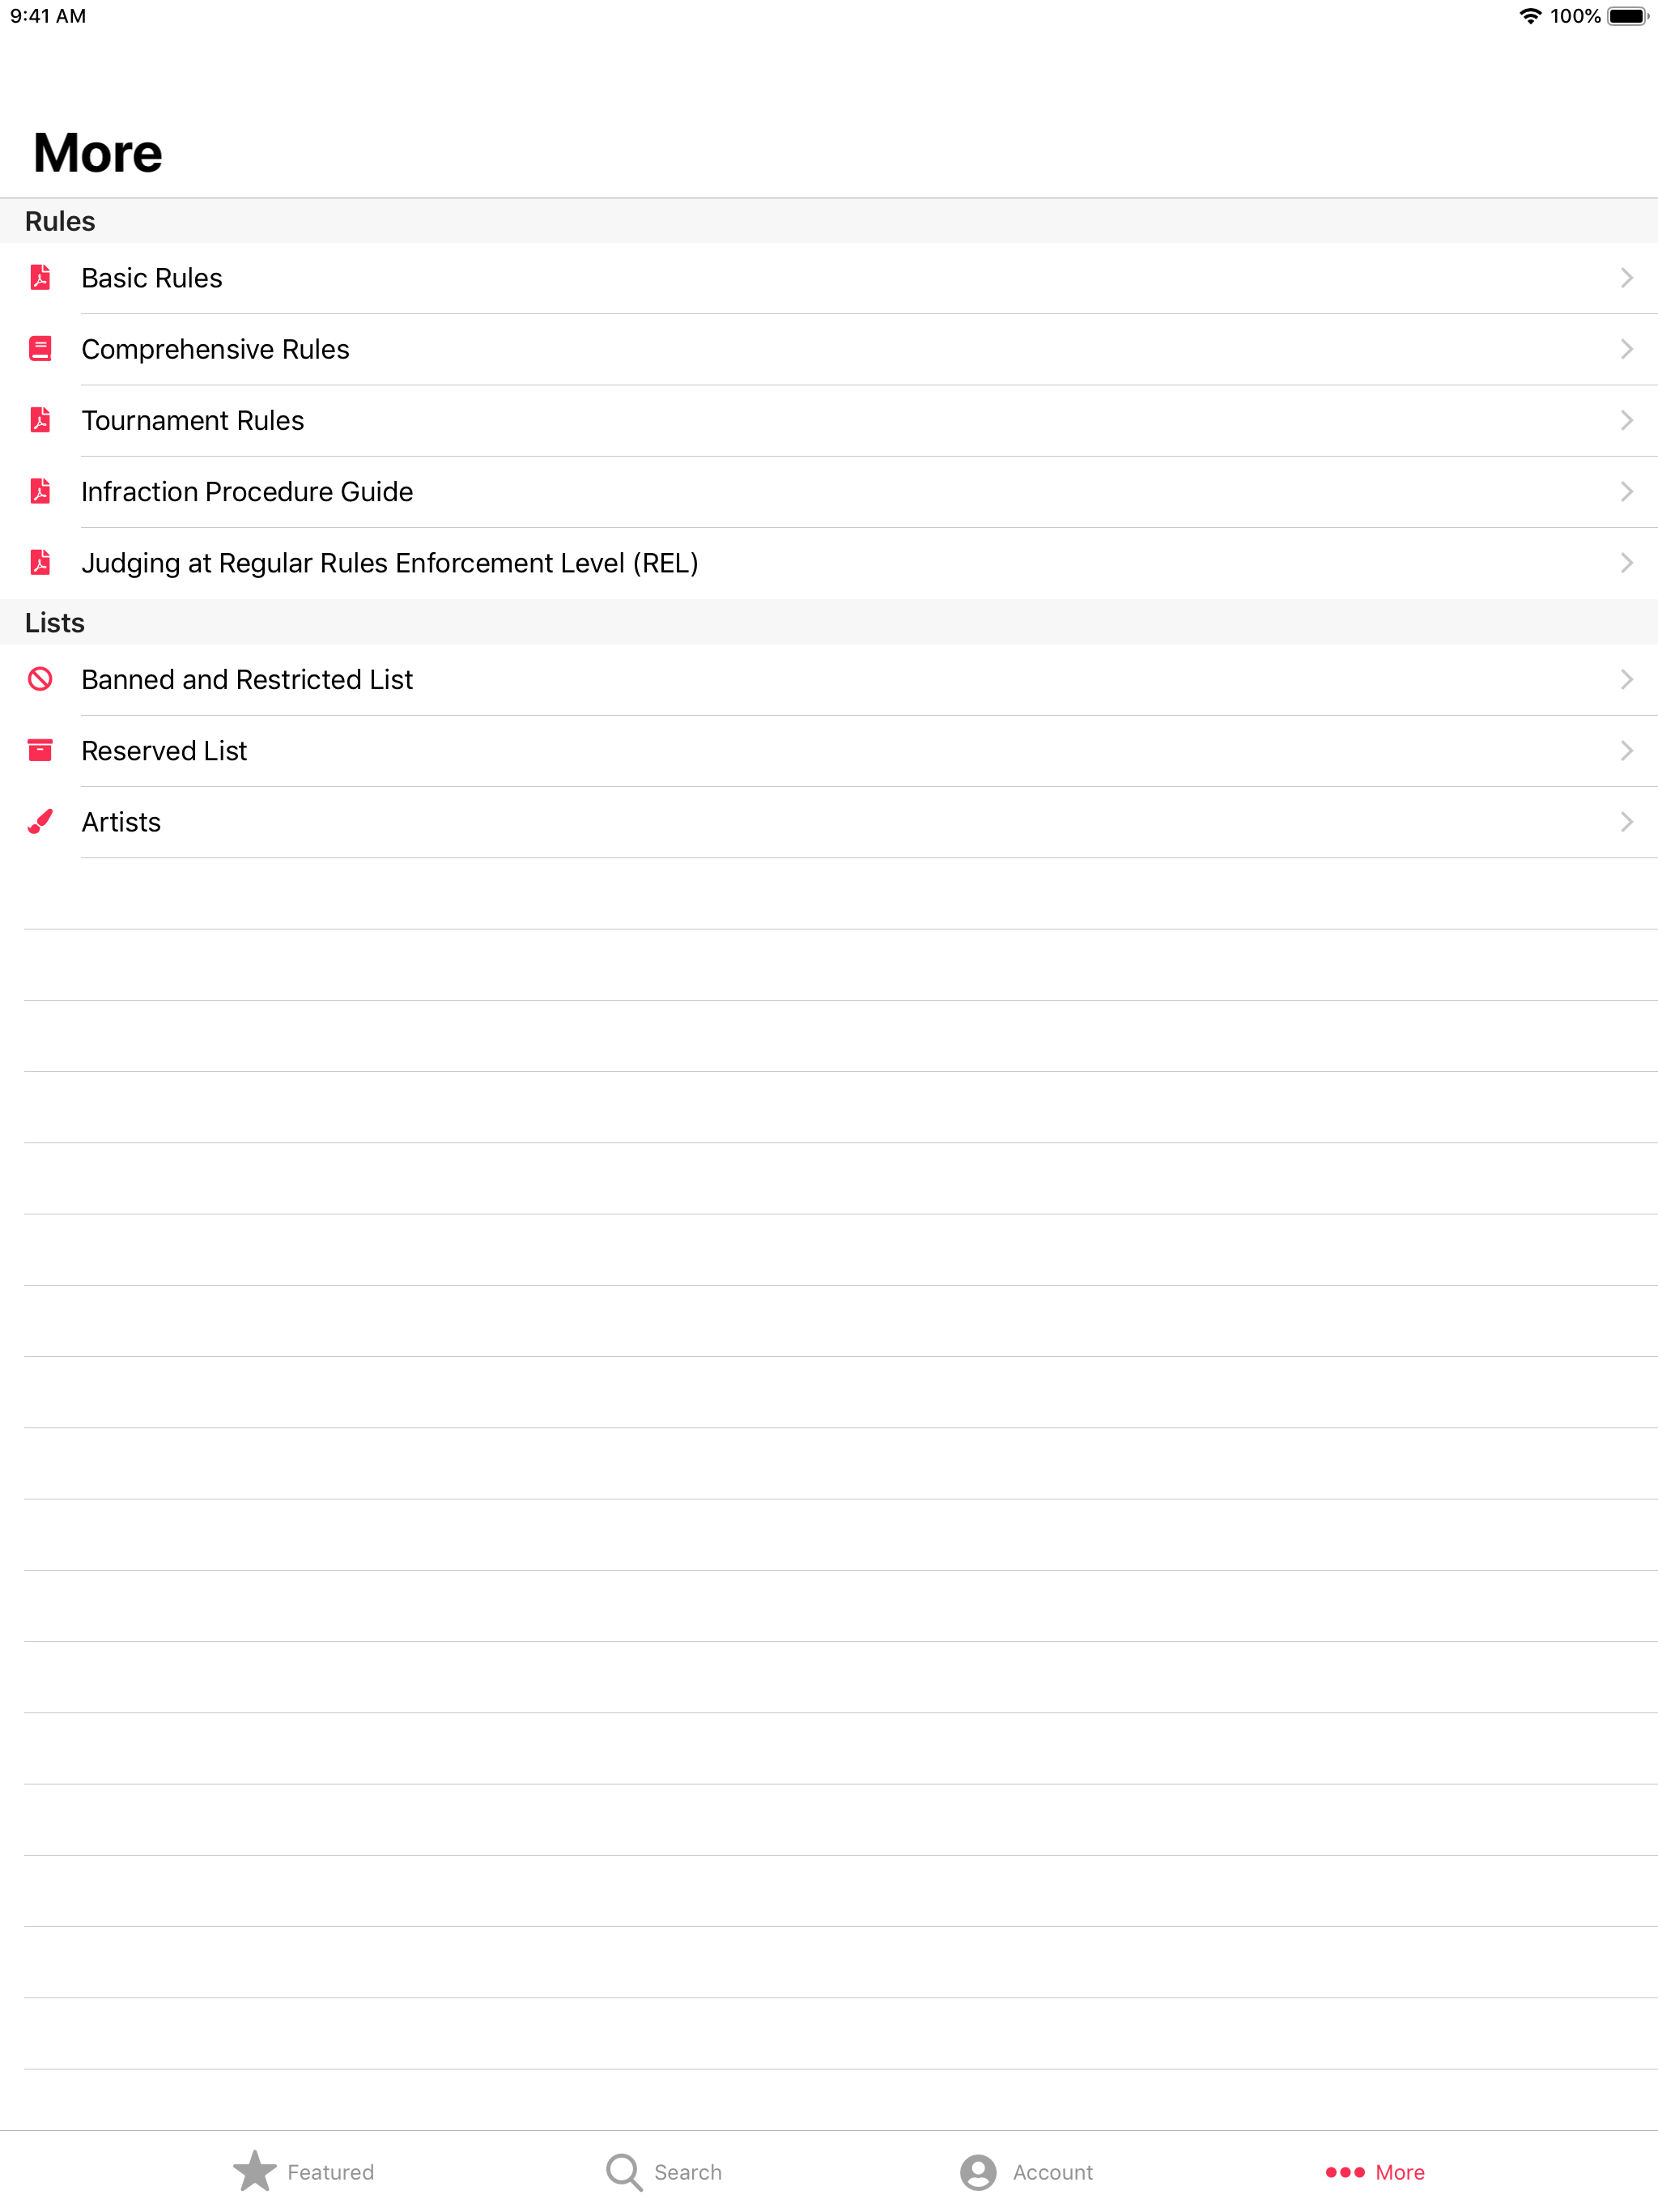 9:41 AM
100%
More
Rules
Basic Rules
Comprehensive Rules
Tournament Rules
Infraction Procedure Guide
Judging at Regular Rules Enforcement Level (REL)
Lists
Banned and Restricted List
Reserved List
Artists
Featured
Search
Account
More